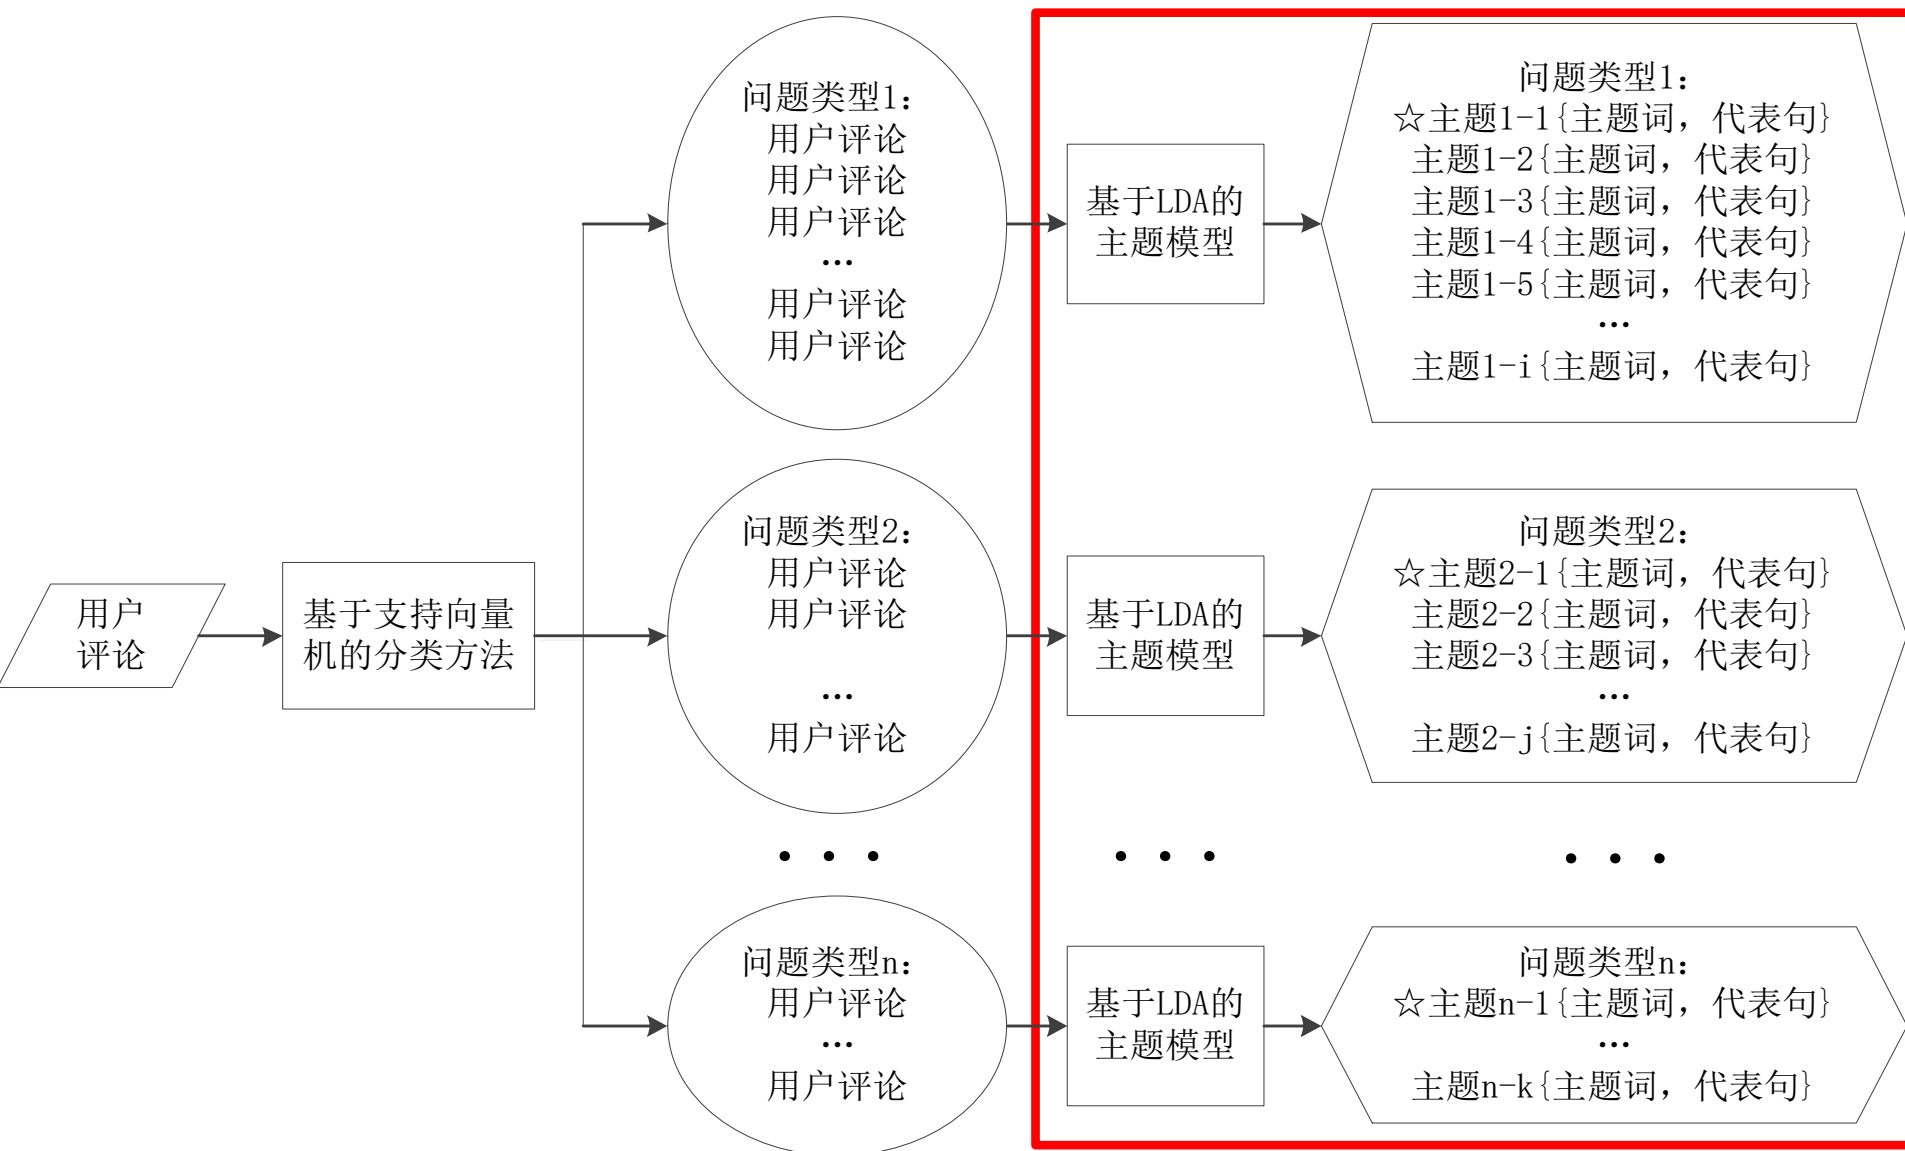 用户
评论
基于支持向量
机的分类方法
问题类型1：
用户评论
用户评论
用户评论
…
用户评论
用户评论
基于LDA的
主题模型
问题类型1：
☆主题1-1{主题词，代表句}
主题1-2{主题词，代表句}
主题1-3{主题词，代表句}
主题1-4{主题词，代表句}
主题1-5{主题词，代表句}
…
主题1-i{主题词，代表句}
问题类型2：
用户评论
用户评论
…
用户评论
基于LDA的
主题模型
问题类型2：
☆主题2-1{主题词，代表句}
主题2-2{主题词，代表句}
主题2-3{主题词，代表句}
…
主题2-j{主题词，代表句}
· · ·
· · ·
· · ·
问题类型n：
用户评论
…
用户评论
基于LDA的
主题模型
问题类型n：
☆主题n-1{主题词，代表句}
…
主题n-k{主题词，代表句}